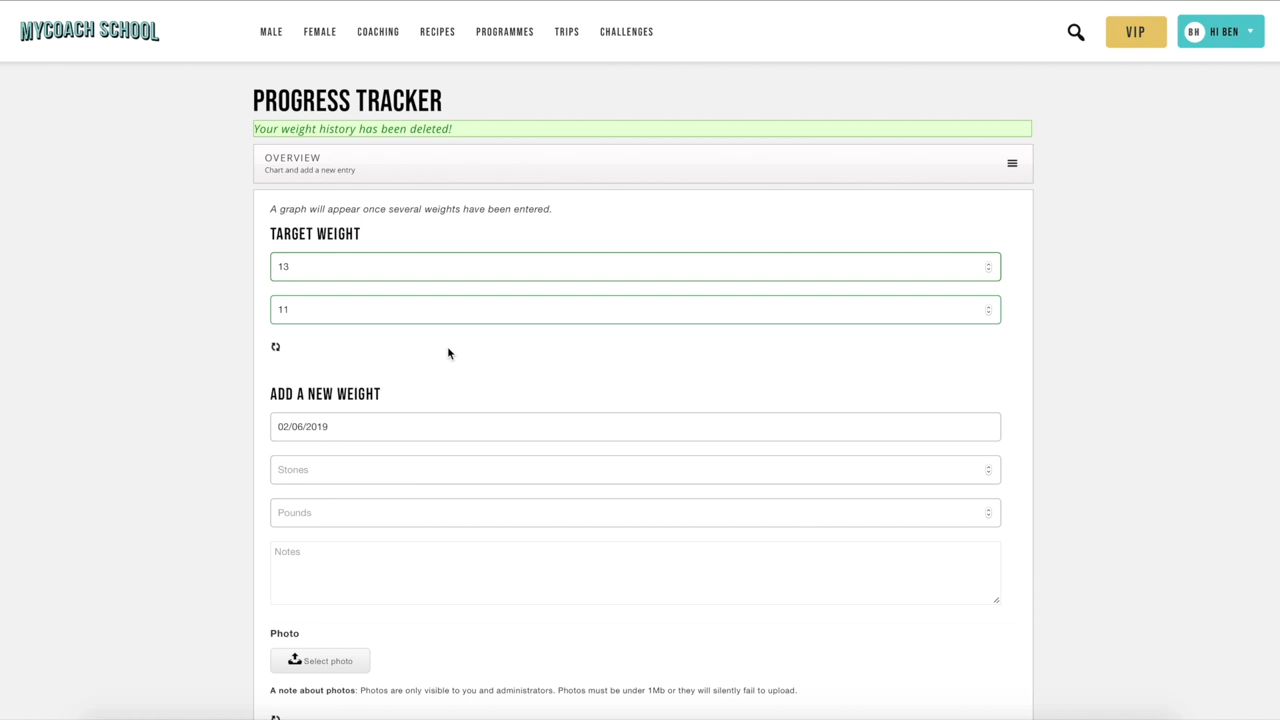 MYCOACH SCHOOL
MALE FEMALE COACHING RECIPES PROGRAMMES TRIPS CHALLENGES
VIP
BH HI BEN
PROGRESS TRACKER
Your weight history has been deleted!
OVERVIEW
Chart and add a new entry
A graph will appear once several weights have been entered.
TARGET WEIGHT
13
11
ADD A NEW WEIGHT
02/06/2019
Stones
Pounds
Notes
Photo
Select photo
A note about photos: Photos are only visible to you and administrators. Photos must be under 1Mb or they will silently fail to upload.